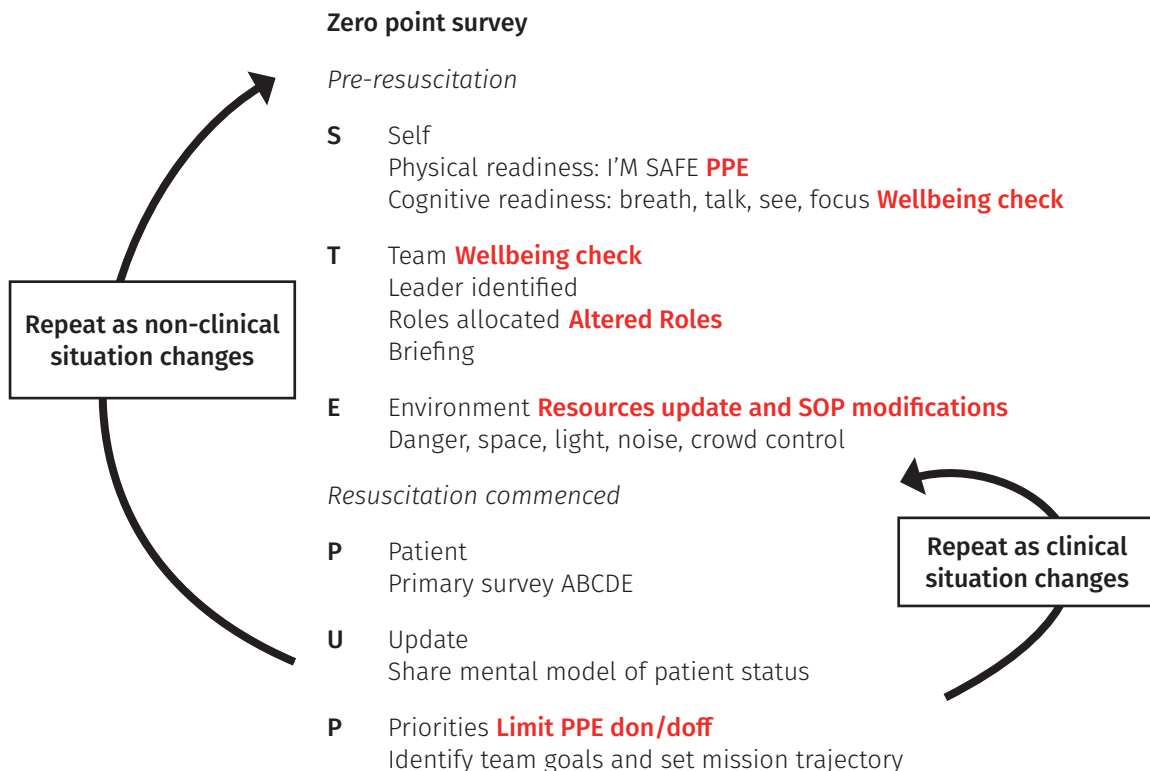 Zero point survey
Pre-resuscitation
S Self
Physical readiness: I'M SAFE PPE
Cognitive readiness: breath, talk, see, focus Wellbeing check
T Team Wellbeing check
Leader identified
Roles allocated Altered Roles
Briefing
Repeat as non-clinical
situation changes
E Environment Resources update and SOP modifications
Danger, space, light, noise, crowd control
Resuscitation commenced
P Patient
Primary survey ABCDE
Repeat as clinical
situation changes
U Update
Share mental model of patient status
P Priorities Limit PPE don/doff
Identify team goals and set mission trajectory